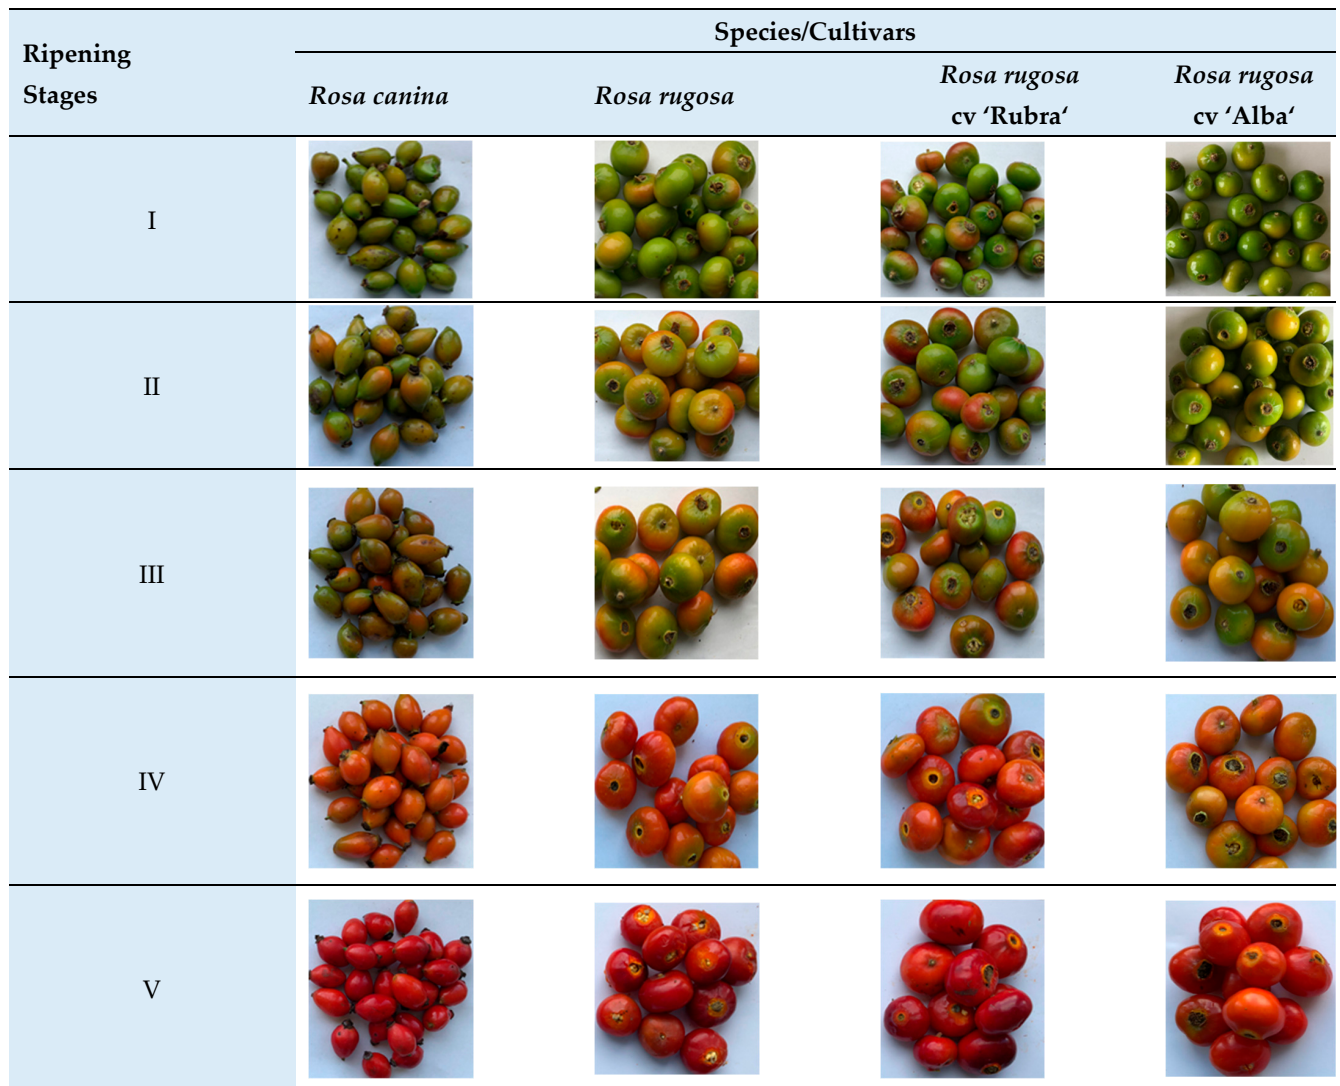 Species/Cultivars
Ripening
Stages
Rosa canina
Rosa rugosa
Rosa rugosa
cv ‘Rubra‘
Rosa rugosa
cv ‘Alba‘
I
II
III
IV
V